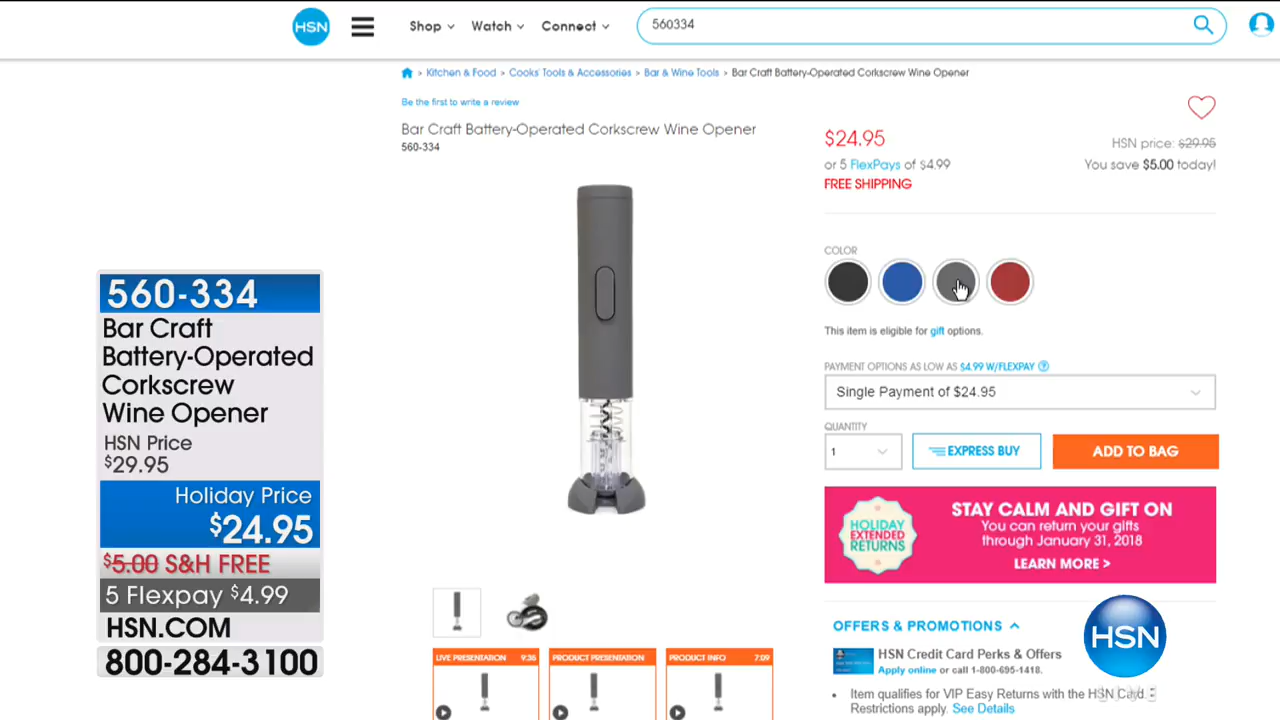 HSN
Shop
Watch
Connect
560334
> Kitchen & Food > Cooks' Tools & Accessories > Bar & Wine Tools > Bar Craft Battery-Operated Corkscrew Wine Opener
Be the first to write a review
Bar Craft Battery-Operated Corkscrew Wine Opener
560-334
$24.95
HSN price: $29.95
or 5 FlexPays of $4.99
You save $5.00 today!
FREE SHIPPING
COLOR
This item is eligible for gift options.
PAYMENT OPTIONS AS LOW AS $4.99 W/FLEXPAY ?
Single Payment of $24.95
QUANTITY
1
EXPRESS BUY
ADD TO BAG
HOLIDAY
EXTENDED
RETURNS
STAY CALM AND GIFT ON
You can return your gifts
through January 31, 2018
LEARN MORE >
OFFERS & PROMOTIONS
HSN Credit Card Perks & Offers
Apply online or call 1-800-695-1418.
• Item qualifies for VIP Easy Returns with the HSN Card.
Restrictions apply. See Details
HSN
LIVE PRESENTATION 9:36
PRODUCT PRESENTATION
PRODUCT INFO 7:09
560-334
Bar Craft
Battery-Operated
Corkscrew
Wine Opener
HSN Price
$29.95
Holiday Price
$24.95
$5.00 S&H FREE
5 Flexpay $4.99
HSN.COM
800-284-3100